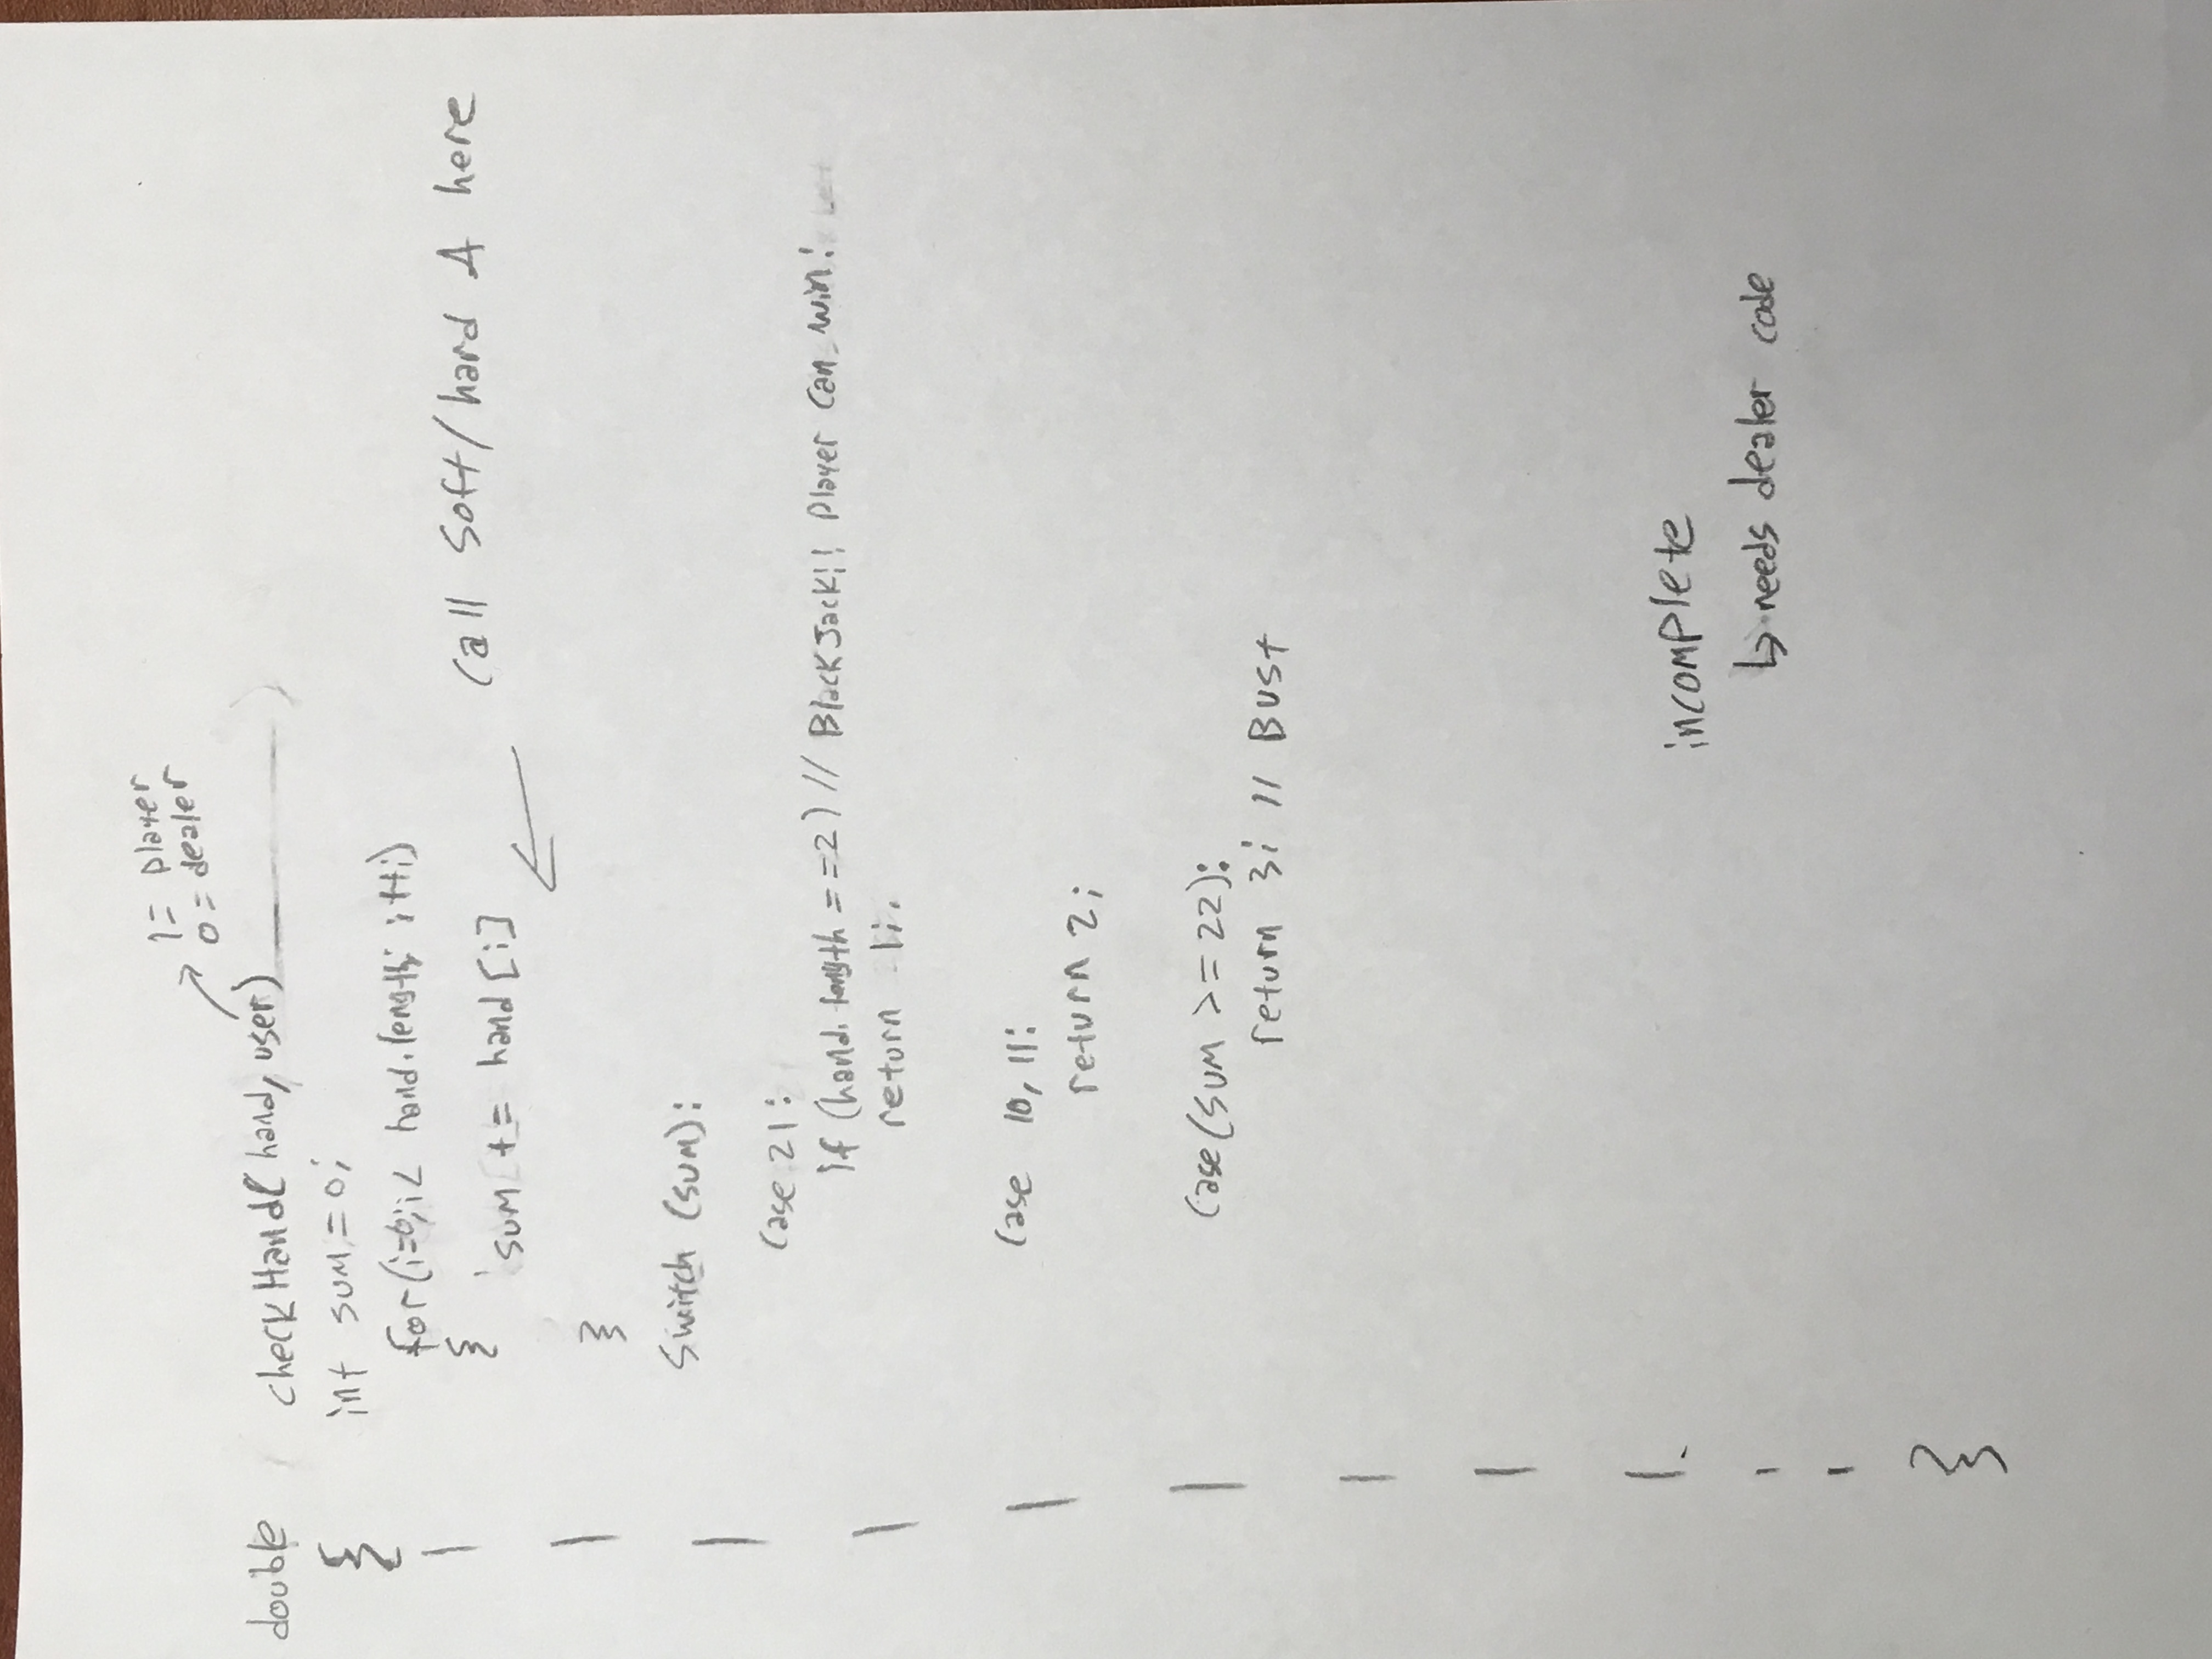 1= player
0= dealer
double checkHand( hand, user)
{ int sum = 0;
for(i=0; i< hand.length; i++)
{
sum += hand[i]
call Soft/hard A here
}
Switch (sum):
Case 21:
if (hand.length ==2) // BlackJack!! Player Can win!
return 1;
Case 10, 11:
return 2;
Case(sum >=22):
return 3; // Bust
incomplete
↳ needs dealer code
}